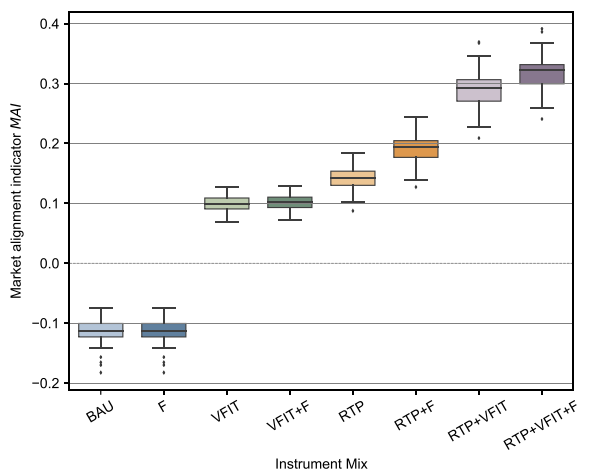 0.4
0.3
0.2
0.1
0.0
−0.1
−0.2
Market alignment indicator MAI
BAU
F
VFIT
VFIT+F
RTP
RTP+F
RTP+VFIT
RTP+VFIT+F
Instrument Mix